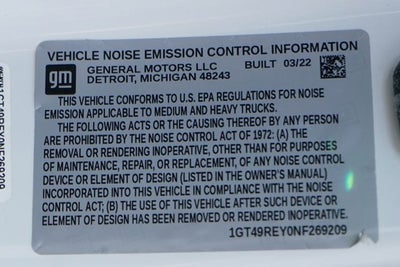 VEHICLE NOISE EMISSION CONTROL INFORMATION
gm
GENERAL MOTORS LLC BUILT 03/22
DETROIT, MICHIGAN 48243
THIS VEHICLE CONFORMS TO U.S. EPA REGULATIONS FOR NOISE
EMISSION APPLICABLE TO MEDIUM AND HEAVY TRUCKS.
THE FOLLOWING ACTS OR THE CAUSING THEREOF BY ANY PERSON
ARE PROHIBITED BY THE NOISE CONTROL ACT OF 1972: (A) THE
REMOVAL OR RENDERING INOPERATIVE, OTHER THAN FOR PURPOSES
OF MAINTENANCE, REPAIR, OR REPLACEMENT, OF ANY NOISE CONTROL
DEVICE OR ELEMENT OF DESIGN (LISTED IN THE OWNER'S MANUAL)
INCORPORATED INTO THIS VEHICLE IN COMPLIANCE WITH THE NOISE
CONTROL ACT; (B) THE USE OF THIS VEHICLE AFTER SUCH DEVICE OR
ELEMENT OF DESIGN HAS BEEN REMOVED OR RENDERED INOPERATIVE.
1GT49REY0NF269209